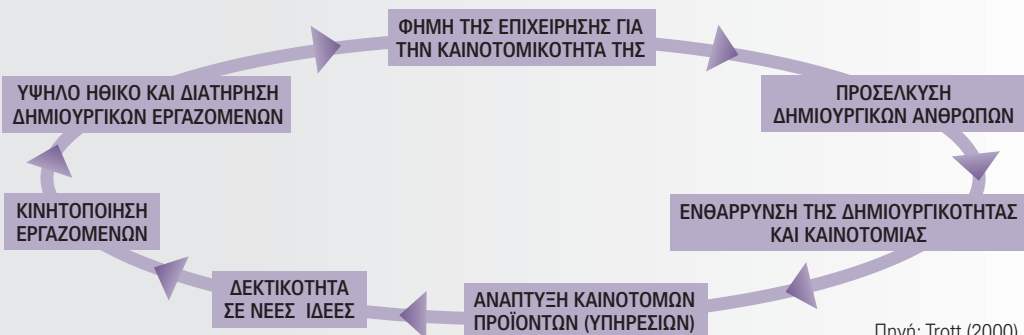 ΦΗΜΗ ΤΗΣ ΕΠΙΧΕΙΡΗΣΗΣ ΓΙΑ
ΤΗΝ ΚΑΙΝΟΤΟΜΙΚΟΤΗΤΑ ΤΗΣ
ΠΡΟΣΕΛΚΥΣΗ
ΔΗΜΙΟΥΡΓΙΚΩΝ ΑΝΘΡΩΠΩΝ
ΕΝΘΑΡΡΥΝΣΗ ΤΗΣ ΔΗΜΙΟΥΡΓΙΚΟΤΗΤΑΣ
ΚΑΙ ΚΑΙΝΟΤΟΜΙΑΣ
ΑΝΑΠΤΥΞΗ ΚΑΙΝΟΤΟΜΩΝ
ΠΡΟΪΟΝΤΩΝ (ΥΠΗΡΕΣΙΩΝ)
ΔΕΚΤΙΚΟΤΗΤΑ
ΣΕ ΝΕΕΣ ΙΔΕΕΣ
ΚΙΝΗΤΟΠΟΙΗΣΗ
ΕΡΓΑΖΟΜΕΝΩΝ
ΥΨΗΛΟ ΗΘΙΚΟ ΚΑΙ ΔΙΑΤΗΡΗΣΗ
ΔΗΜΙΟΥΡΓΙΚΩΝ ΕΡΓΑΖΟΜΕΝΩΝ
Πηγή: Trott (2000)